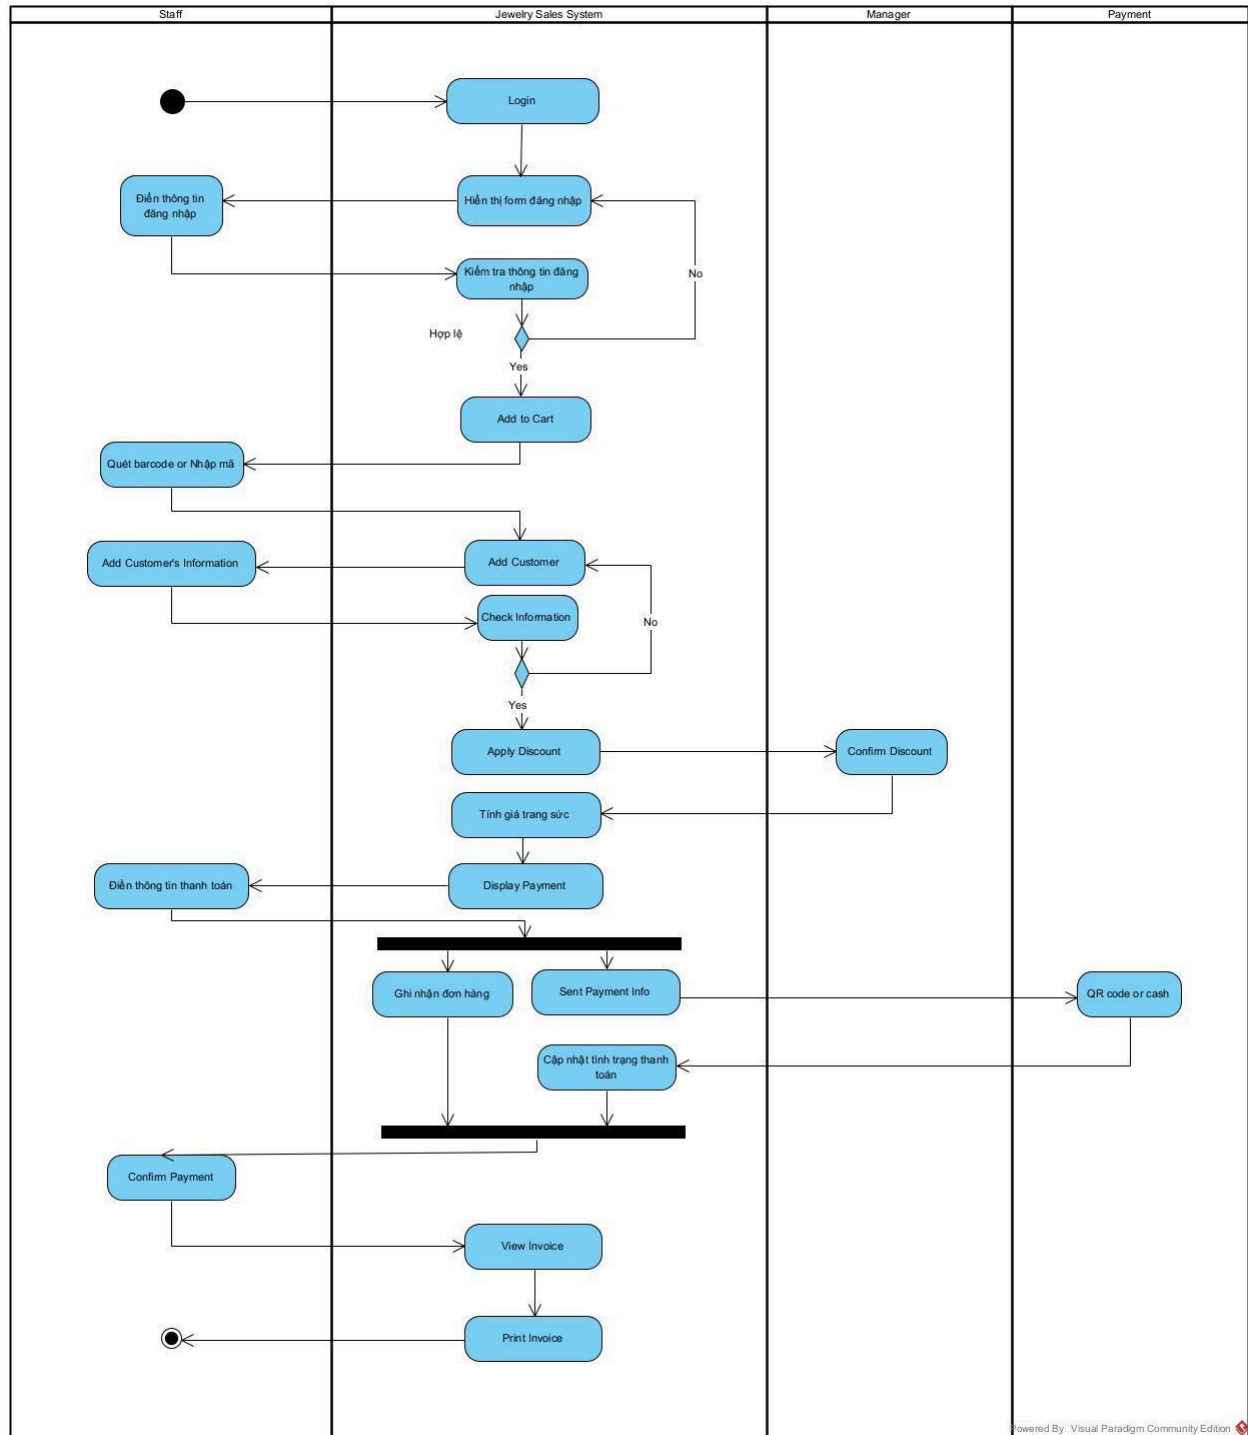 Staff
Jewelry Sales System
Manager
Payment
Login
Điền thông tin
đăng nhập
Hiển thị form đăng nhập
Kiểm tra thông tin đăng
nhập
No
Hợp lệ
Yes
Add to Cart
Quét barcode or Nhập mã
Add Customer's Information
Add Customer
Check Information
No
Yes
Apply Discount
Confirm Discount
Tính giá trang sức
Điền thông tin thanh toán
Display Payment
Ghi nhận đơn hàng
Sent Payment Info
QR code or cash
Cập nhật tình trạng thanh
toán
Confirm Payment
View Invoice
Print Invoice
Powered By Visual Paradigm Community Edition